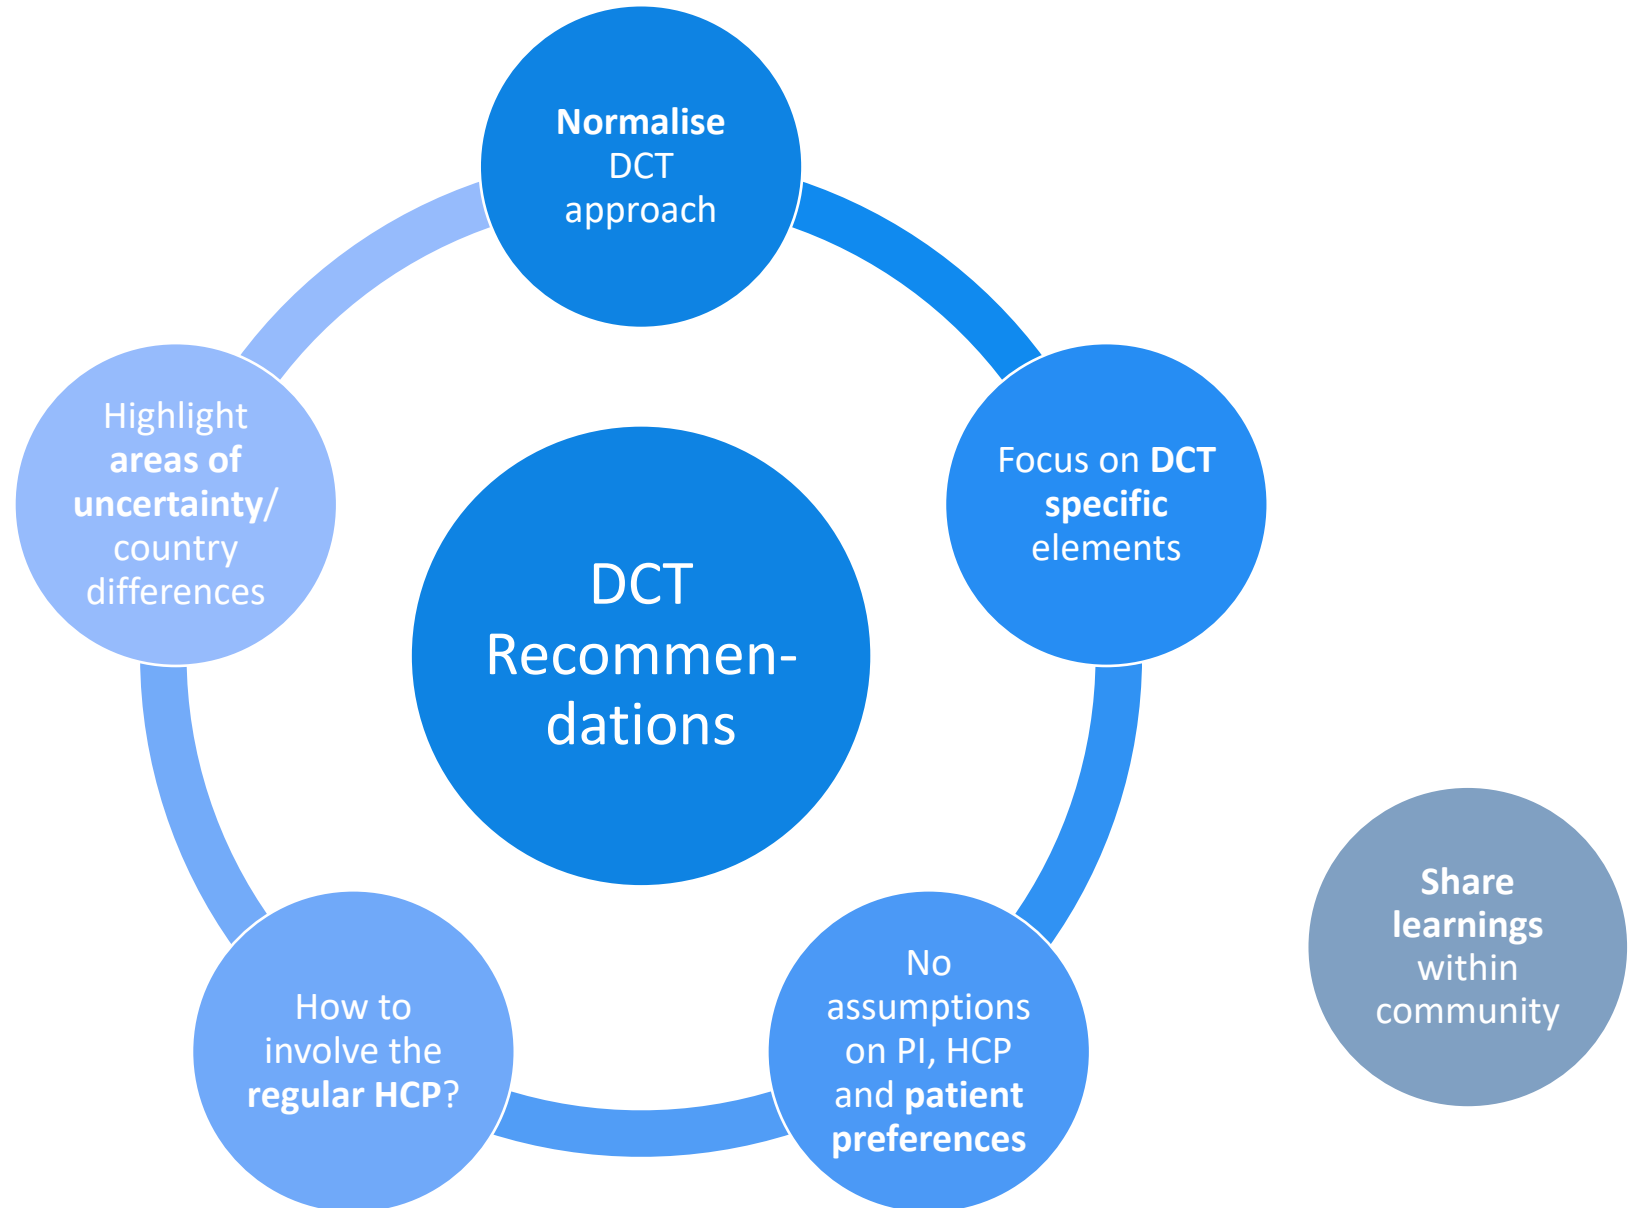 Normalise
DCT
approach
Focus on DCT
specific
elements
No
assumptions
on PI, HCP
and patient
preferences
How to
involve the
regular HCP?
Highlight
areas of
uncertainty/
country
differences
DCT
Recommen-
dations
Share
learnings
within
community